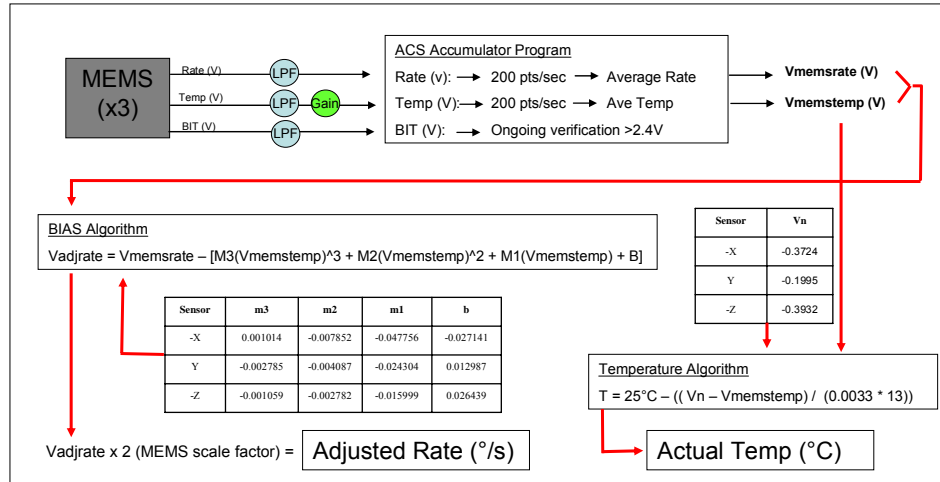 MEMS
(x3)
Rate (V)
Temp (V)
BIT (V)
LPF
LPF
Gain
LPF
ACS Accumulator Program
Rate (v): 200 pts/sec Average Rate
Temp (V): 200 pts/sec Ave Temp
BIT (V): Ongoing verification >2.4V
Vmemsrate (V)
Vmemstemp (V)
BIAS Algorithm
Vadjrate = Vmemsrate – [M3(Vmemstemp)^3 + M2(Vmemstemp)^2 + M1(Vmemstemp) + B]
Sensor Vn
-X -0.3724
Y -0.1995
-Z -0.3932
Sensor m3 m2 m1 b
-X 0.001014 -0.007852 -0.047756 -0.027141
Y -0.002785 -0.004087 -0.024304 0.012987
-Z -0.001059 -0.002782 -0.015999 0.026439
Temperature Algorithm
T = 25°C – (( Vn – Vmemstemp) / (0.0033 * 13))
Vadjrate x 2 (MEMS scale factor) = Adjusted Rate (°/s)
Actual Temp (°C)